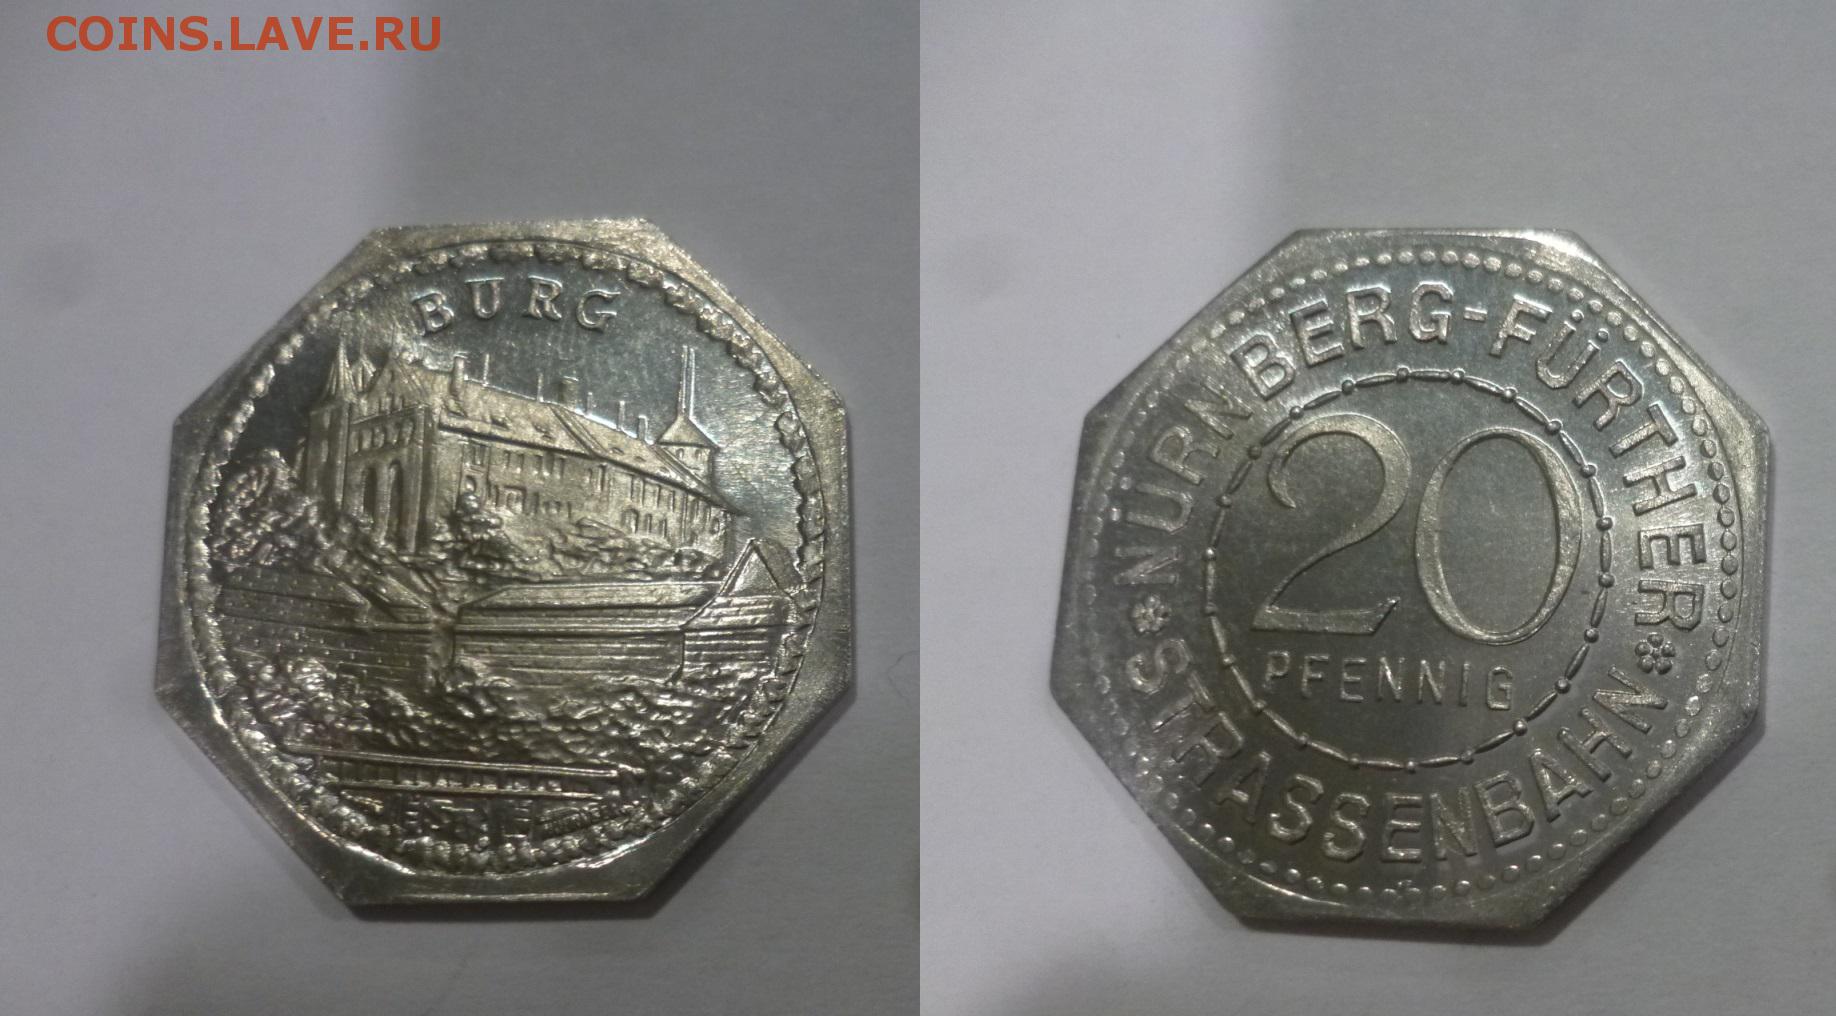 COINS.LAVE.RU
BURG
NÜRNBERG-FÜRTHER
20
PFENNIG
STRASSENBAHN